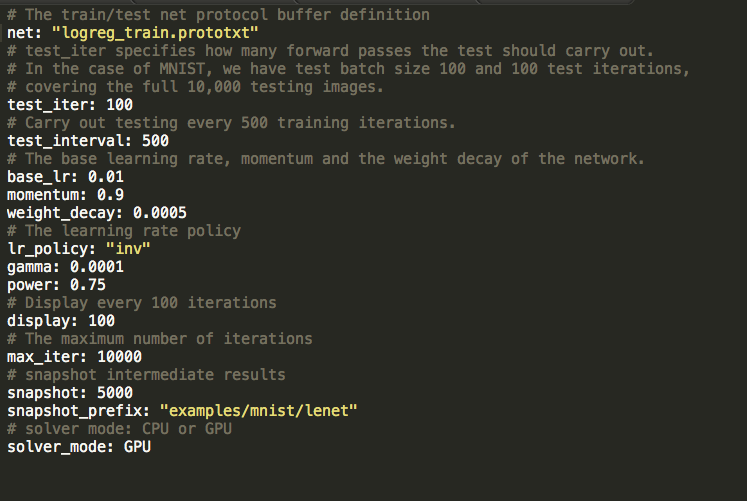 # The train/test net protocol buffer definition
net: "logreg_train.prototxt"
# test_iter specifies how many forward passes the test should carry out.
# In the case of MNIST, we have test batch size 100 and 100 test iterations,
# covering the full 10,000 testing images.
test_iter: 100
# Carry out testing every 500 training iterations.
test_interval: 500
# The base learning rate, momentum and the weight decay of the network.
base_lr: 0.01
momentum: 0.9
weight_decay: 0.0005
# The learning rate policy
lr_policy: "inv"
gamma: 0.0001
power: 0.75
# Display every 100 iterations
display: 100
# The maximum number of iterations
max_iter: 10000
# snapshot intermediate results
snapshot: 5000
snapshot_prefix: "examples/mnist/lenet"
# solver mode: CPU or GPU
solver_mode: GPU